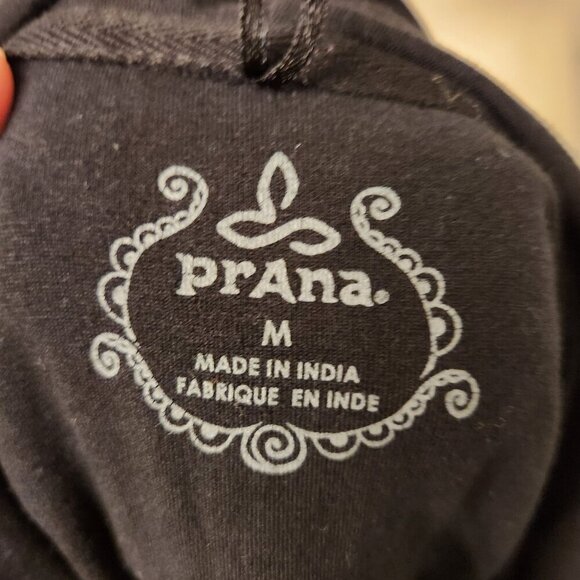 prAna.
M
MADE IN INDIA
FABRIQUE EN INDE